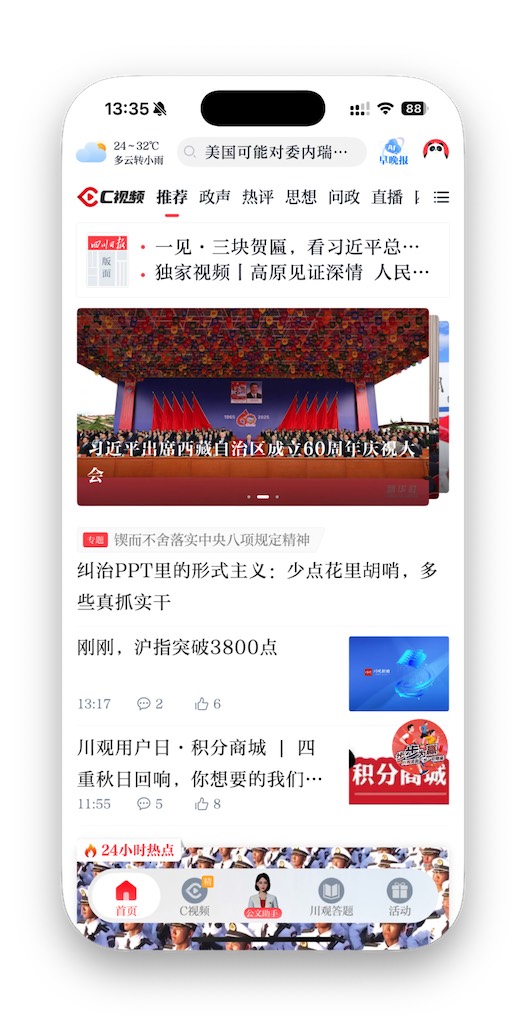 13:35
88
24~32℃
多云转小雨
美国可能对委内瑞…
AI
早晚报
C视频 推荐 政声 热评 思想 问政 直播
四川日报
版面
一见·三块贺匾，看习近平总…
独家视频丨高原见证深情 人民…
1965 60 2025
习近平出席西藏自治区成立60周年庆祝大
会
新华社
专题 锲而不舍落实中央八项规定精神
纠治PPT里的形式主义：少点花里胡哨，多
些真抓实干
刚刚，沪指突破3800点
13:17 2 6
川观用户日·积分商城 | 四
重秋日回响，你想要的我们…
11:55 5 8
积分商城
24小时热点
首页
C视频
公文助手
川观答题
活动